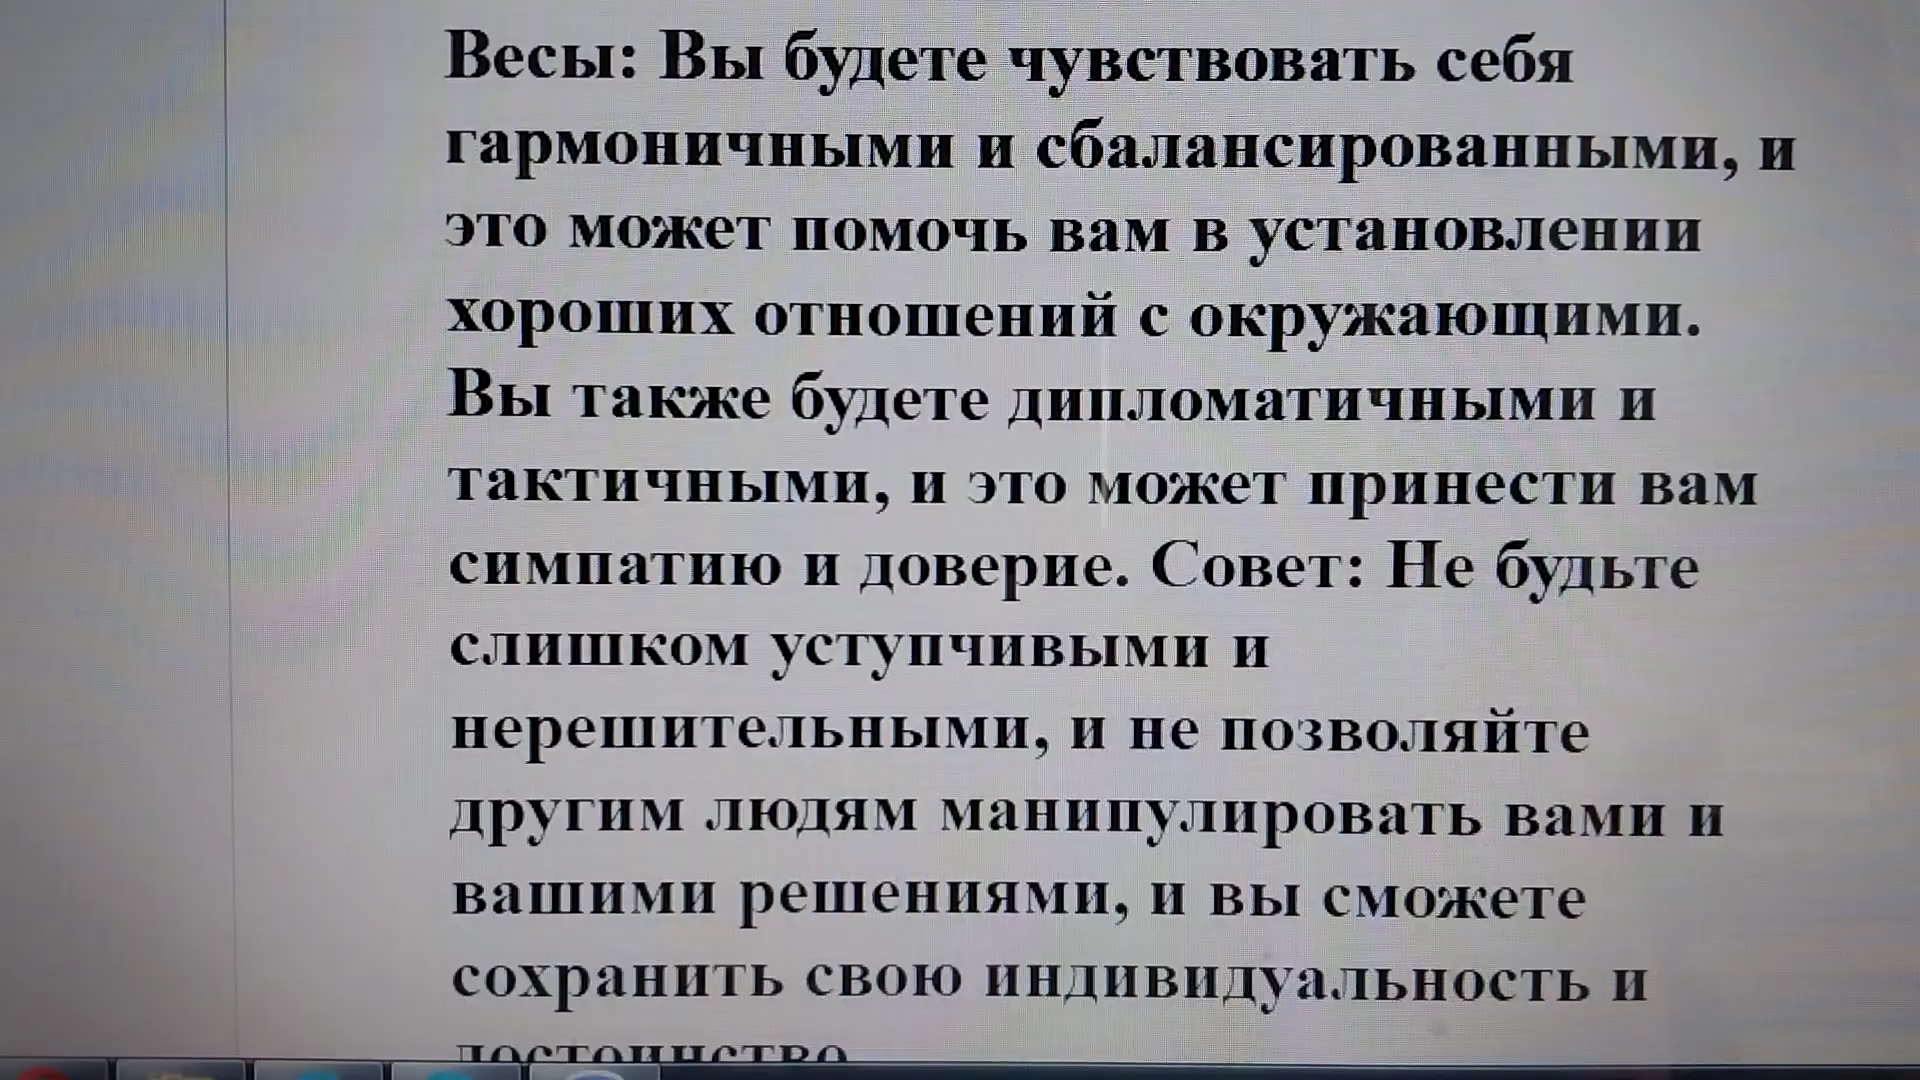 Весы: Вы будете чувствовать себя
гармоничными и сбалансированными, и
это может помочь вам в установлении
хороших отношений с окружающими.
Вы также будете дипломатичными и
тактичными, и это может принести вам
симпатию и доверие. Совет: Не будьте
слишком уступчивыми и
нерешительными, и не позволяйте
другим людям манипулировать вами и
вашими решениями, и вы сможете
сохранить свою индивидуальность и
достоинство